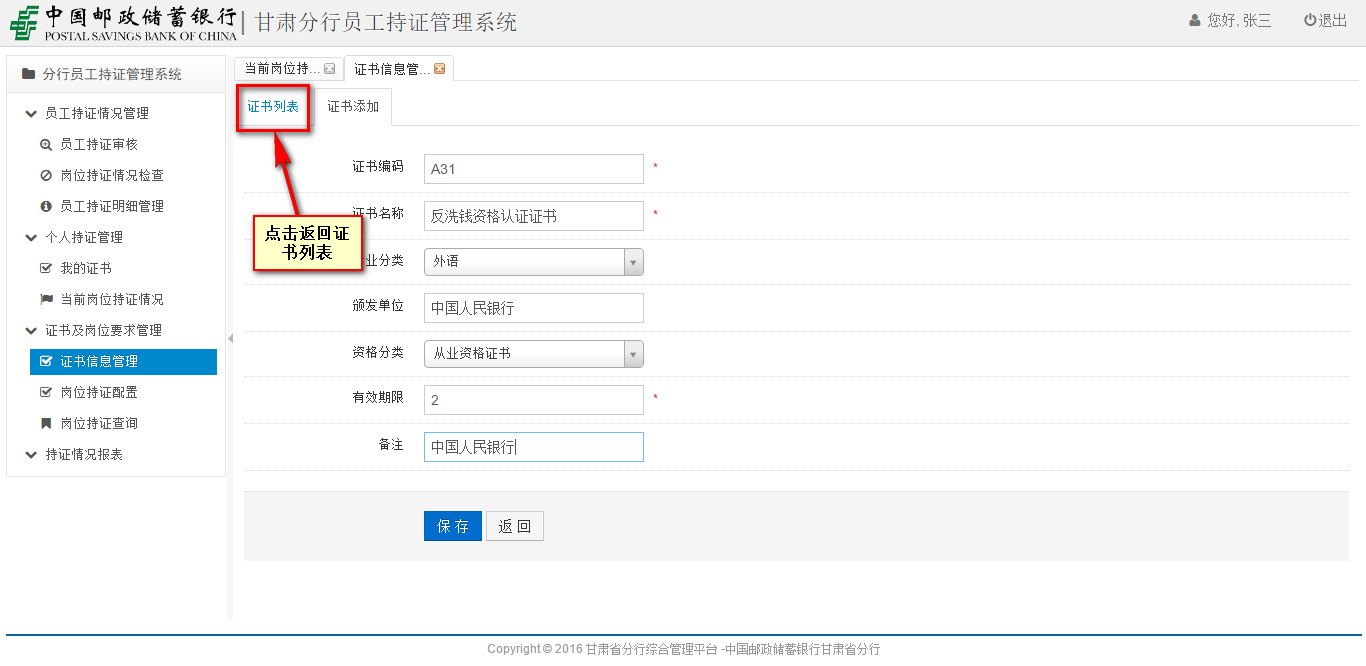 中国邮政储蓄银行
POSTAL SAVINGS BANK OF CHINA
甘肃分行员工持证管理系统
您好, 张三
退出
分行员工持证管理系统
员工持证情况管理
员工持证审核
岗位持证情况检查
员工持证明细管理
个人持证管理
我的证书
当前岗位持证情况
证书及岗位要求管理
证书信息管理
岗位持证配置
岗位持证查询
持证情况报表
当前岗位持...
证书信息管...
证书列表
证书添加
点击返回证
书列表
证书编码 A31 *
证书名称 反洗钱资格认证证书 *
业分类 外语
颁发单位 中国人民银行
资格分类 从业资格证书
有效期限 2 *
备注 中国人民银行
保 存
返 回
Copyright © 2016 甘肃省分行综合管理平台 -中国邮政储蓄银行甘肃省分行